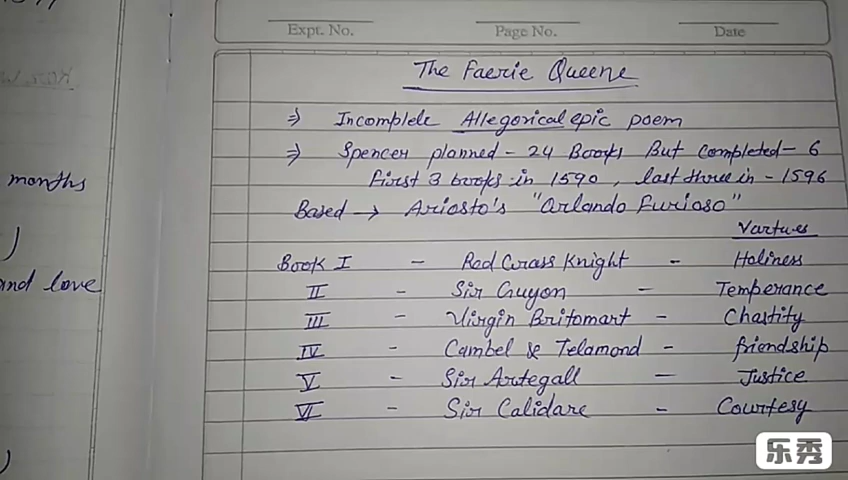 Expt. No.
Page No.
Date
The Faerie Queene
⇒ Incomplete Allegorical epic poem
⇒ Spencer planned - 24 Books But completed - 6
first 3 books in 1590, last three in - 1596
Based → Ariosto's "Orlando Furioso"
Vartues
Book I - Red Crass Knight - Holiness
II - Sir Guyon - Temperance
III - Virgin Britomart - Chastity
IV - Cambel & Telamond - friendship
V - Sir Artegall - Justice
VI - Sir Calidare - Courtesy
months
and love
乐秀